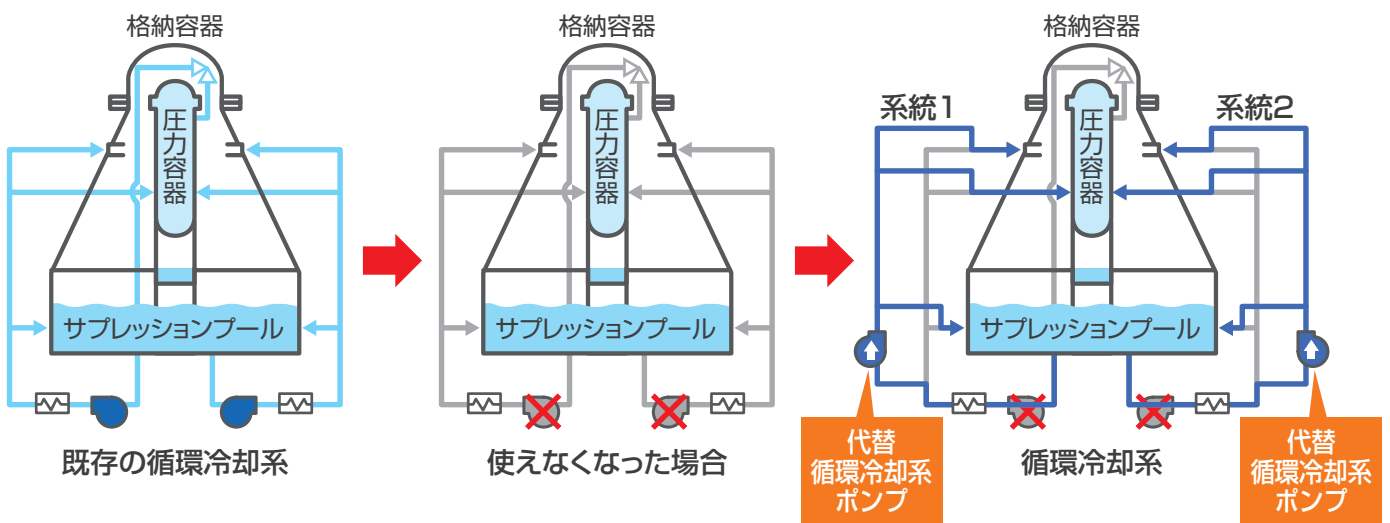 格納容器
圧力容器
サプレッションプール
既存の循環冷却系
格納容器
圧力容器
サプレッションプール
使えなくなった場合
格納容器
系統1
系統2
圧力容器
サプレッションプール
循環冷却系
代替
循環冷却系
ポンプ
代替
循環冷却系
ポンプ